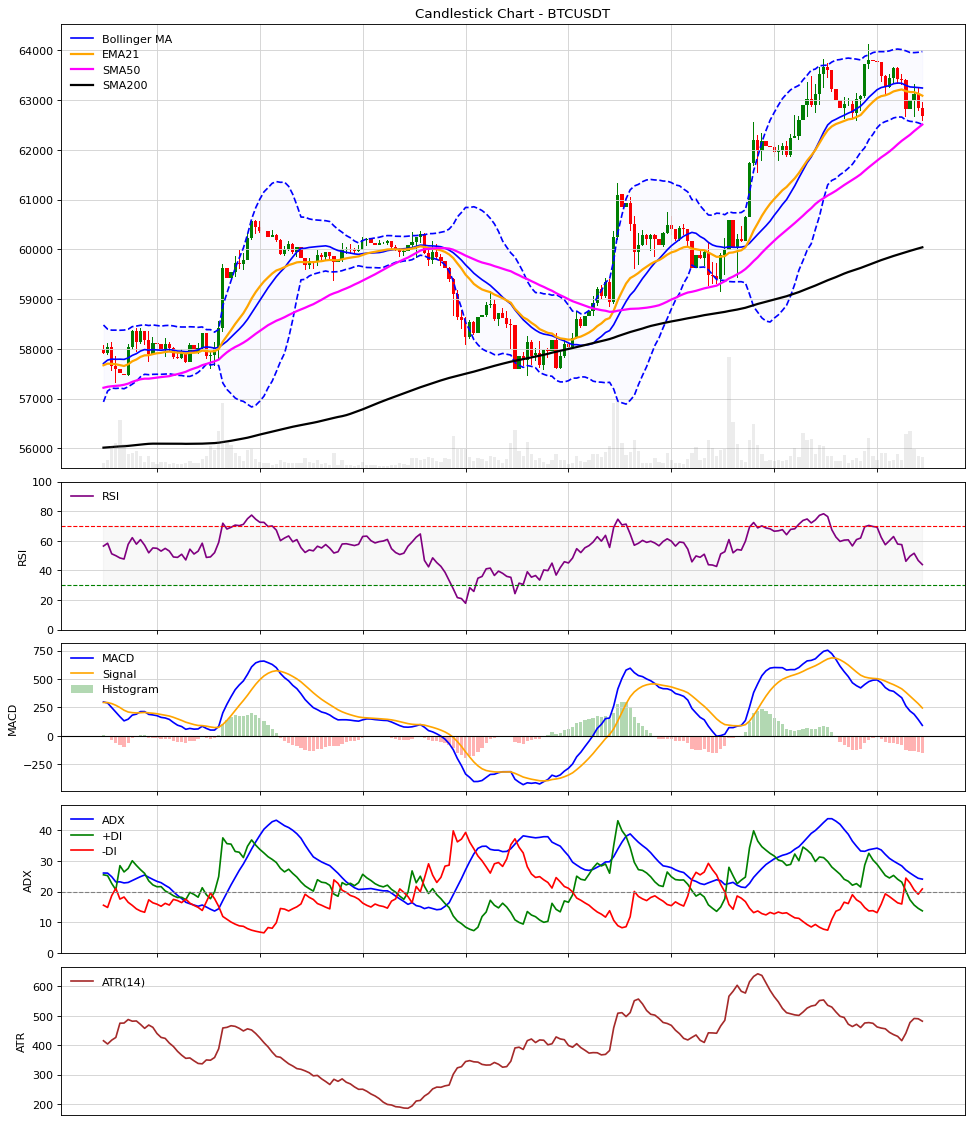 Candlestick Chart - BTCUSDT
Bollinger MA
EMA21
SMA50
SMA200
64000
63000
62000
61000
60000
59000
58000
57000
56000
RSI
RSI
100
80
60
40
20
0
MACD
Signal
Histogram
MACD
750
500
250
0
−250
ADX
+DI
-DI
ADX
40
30
20
10
0
ATR(14)
ATR
600
500
400
300
200